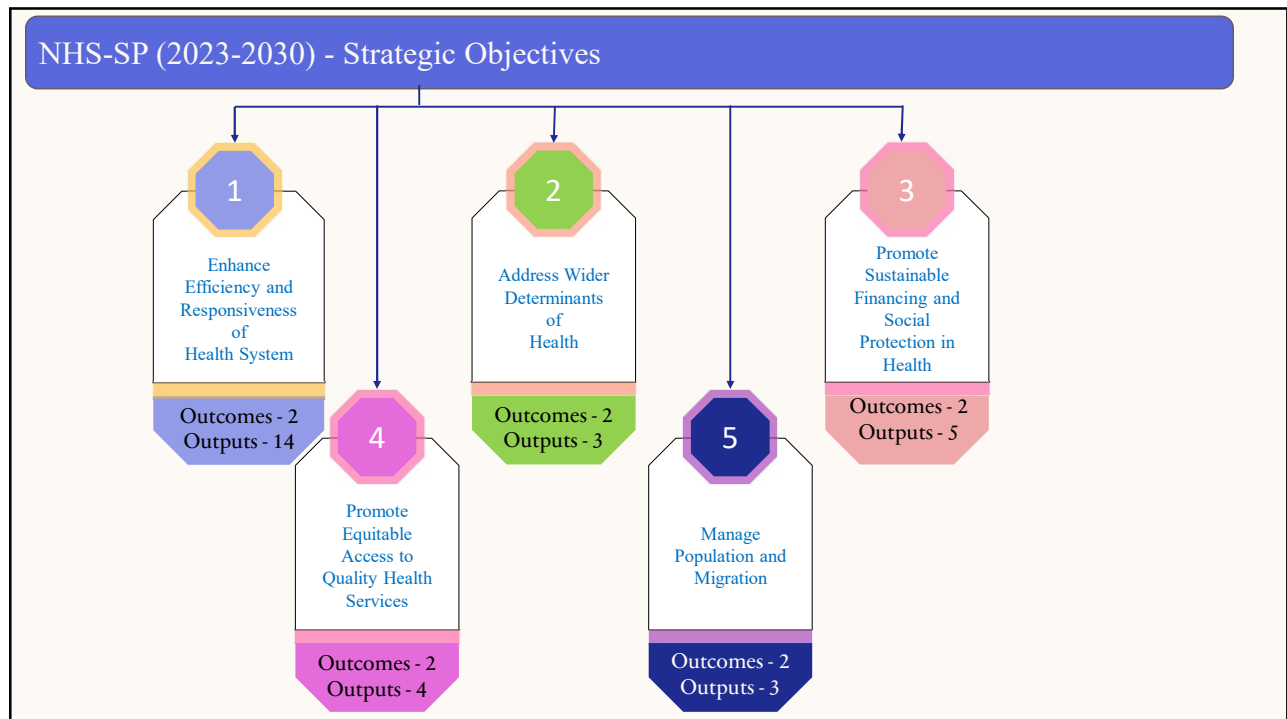 NHS-SP (2023-2030) - Strategic Objectives
1
Enhance
Efficiency and
Responsiveness
of
Health System
Outcomes - 2
Outputs - 14
2
Address Wider
Determinants
of
Health
Outcomes - 2
Outputs - 3
3
Promote
Sustainable
Financing and
Social
Protection in
Health
Outcomes - 2
Outputs - 5
4
Promote
Equitable
Access to
Quality Health
Services
Outcomes - 2
Outputs - 4
5
Manage
Population and
Migration
Outcomes - 2
Outputs - 3